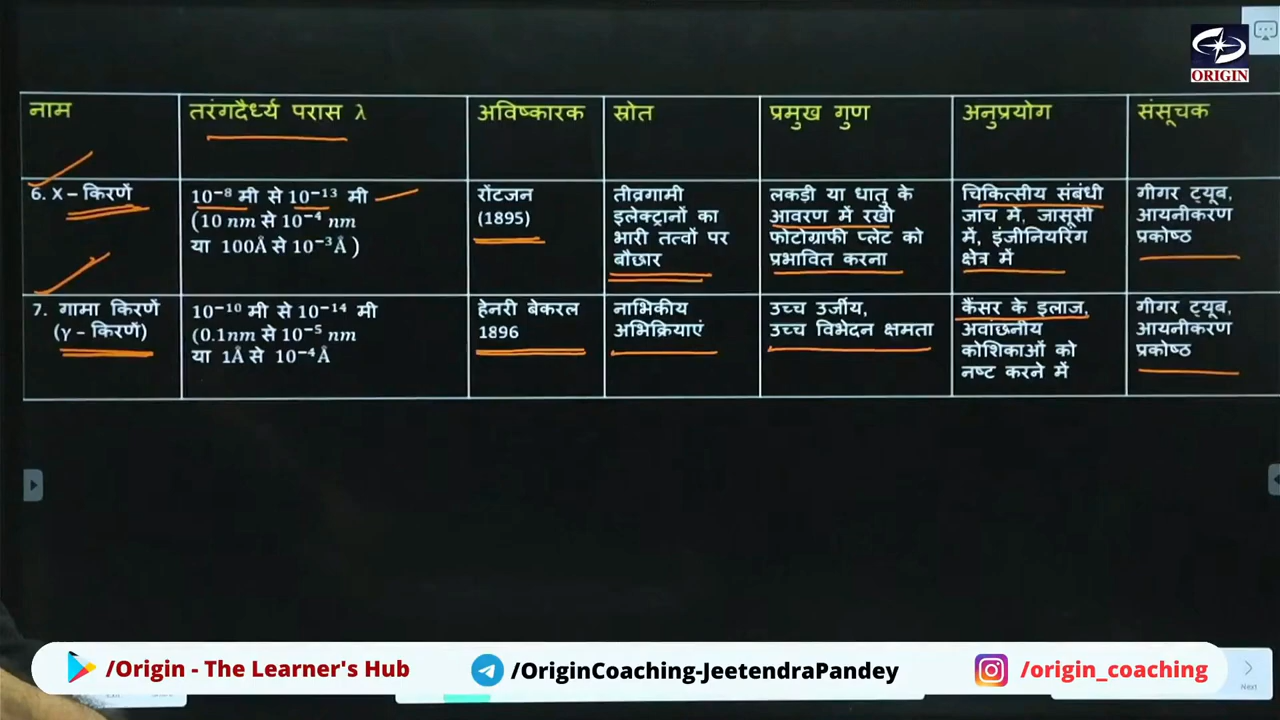 ORIGIN
नाम
तरंगदैर्ध्य परास λ
अविष्कारक
स्रोत
प्रमुख गुण
अनुप्रयोग
संसूचक
6. X – किरणें
10⁻⁸ मी से 10⁻¹³ मी
(10 nm से 10⁻⁴ nm
या 100Å से 10⁻³Å )
रोंटजन
(1895)
तीव्रगामी
इलेक्ट्रानों का
भारी तत्वों पर
बौछार
लकड़ी या धातु के
आवरण में रखी
फोटोग्राफी प्लेट को
प्रभावित करना
चिकित्सीय संबंधी
जांच में, जासूसी
में, इंजीनियरिंग
क्षेत्र में
गीगर ट्यूब,
आयनीकरण
प्रकोष्ठ
7. गामा किरणें
(γ – किरणें)
10⁻¹⁰ मी से 10⁻¹⁴ मी
(0.1nm से 10⁻⁵ nm
या 1Å से 10⁻⁴Å
हेनरी बेकरल
1896
नाभिकीय
अभिक्रियाएं
उच्च उर्जीय,
उच्च विभेदन क्षमता
कैंसर के इलाज,
अवांछनीय
कोशिकाओं को
नष्ट करने में
गीगर ट्यूब,
आयनीकरण
प्रकोष्ठ
/Origin - The Learner's Hub
/OriginCoaching-JeetendraPandey
/origin_coaching
Next